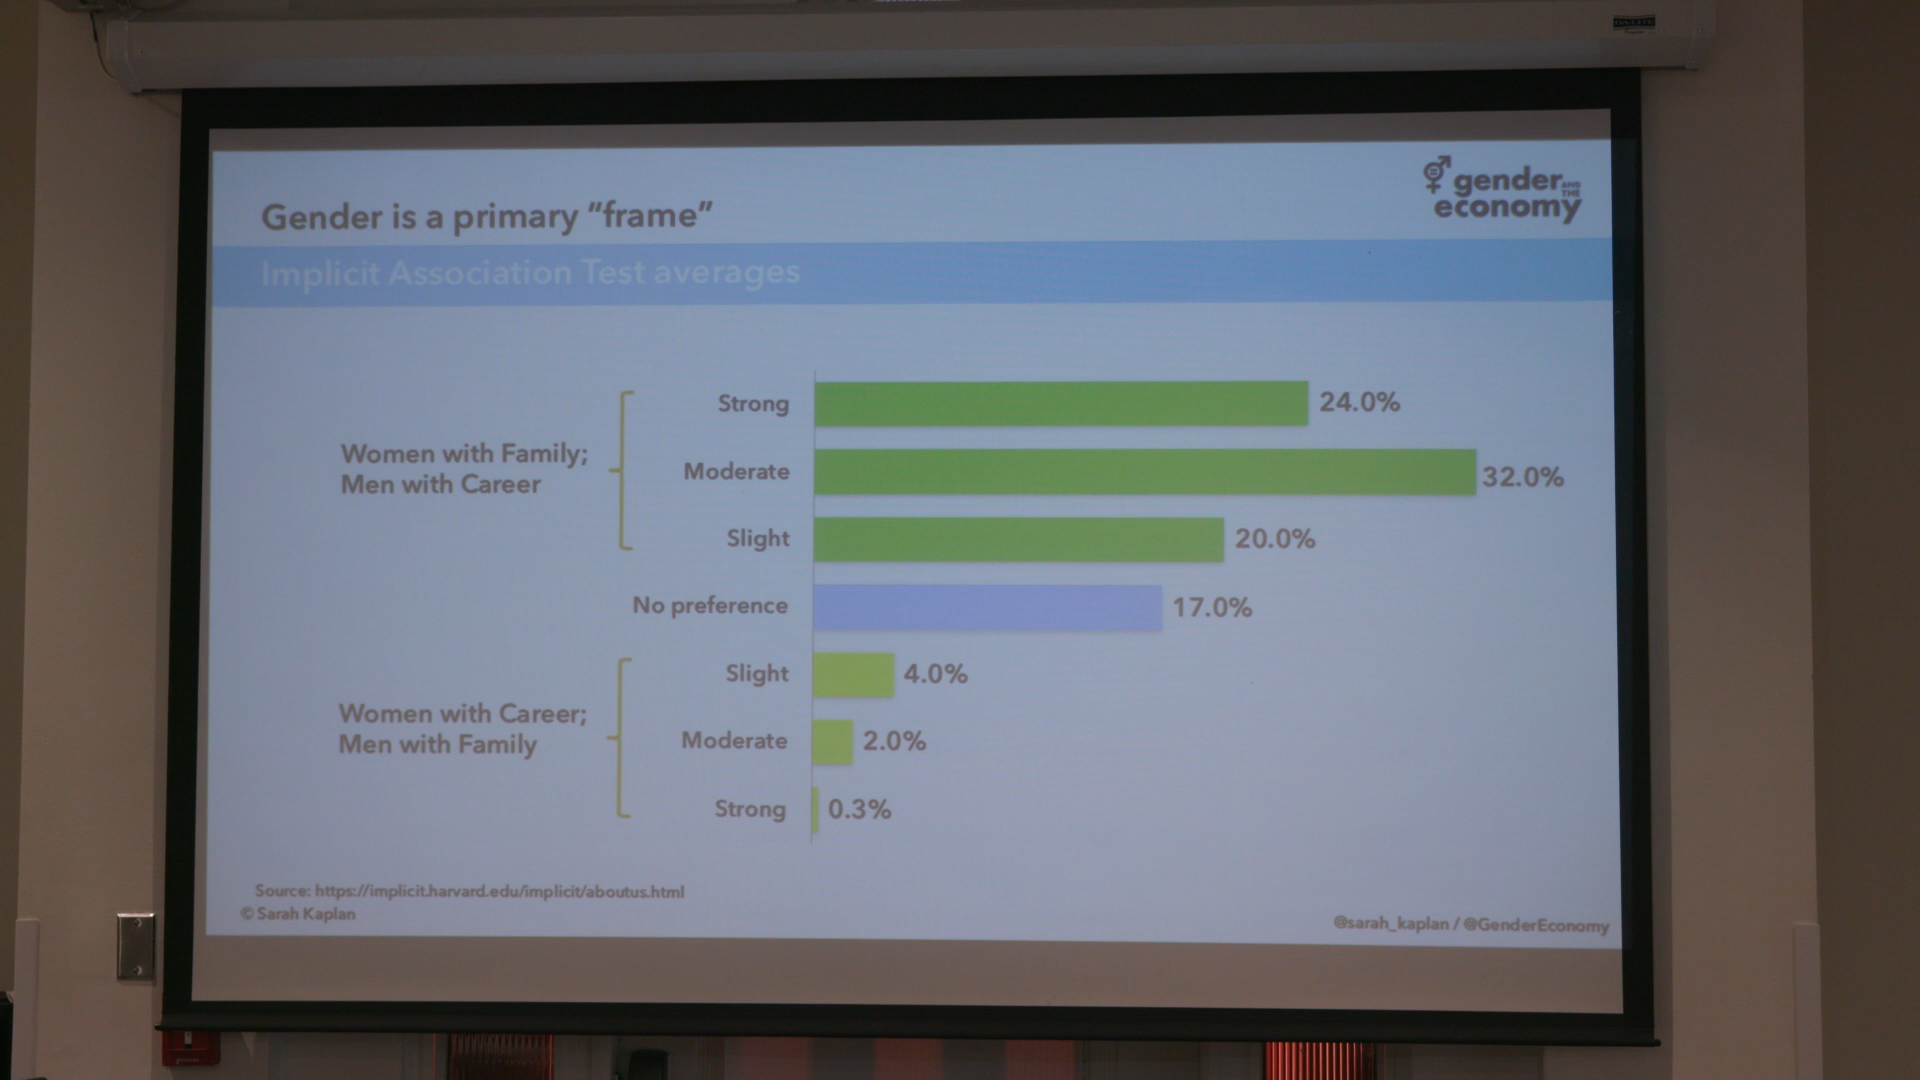 gender AND THE
economy
Gender is a primary “frame”
Implicit Association Test averages
Women with Family;
Men with Career
Strong 24.0%
Moderate 32.0%
Slight 20.0%
No preference 17.0%
Women with Career;
Men with Family
Slight 4.0%
Moderate 2.0%
Strong 0.3%
Source: https://implicit.harvard.edu/implicit/aboutus.html
© Sarah Kaplan
@sarah_kaplan / @GenderEconomy